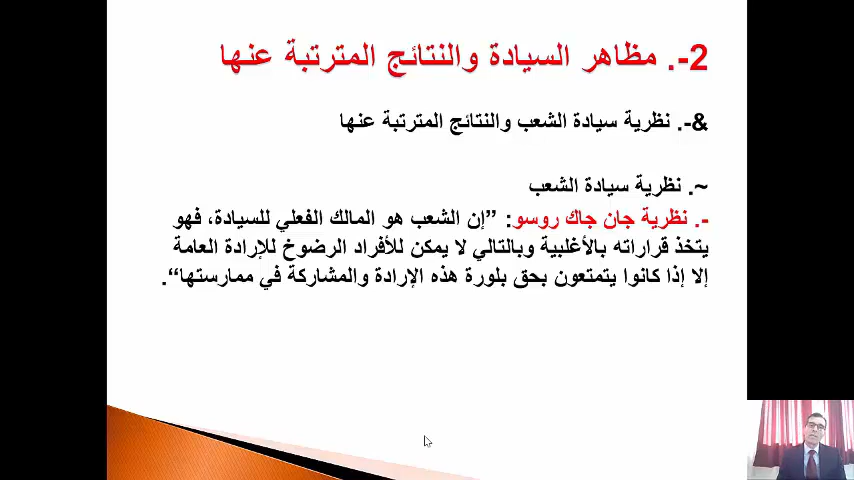 2-. مظاهر السيادة والنتائج المترتبة عنها
&-. نظرية سيادة الشعب والنتائج المترتبة عنها
~. نظرية سيادة الشعب
-. نظرية جان جاك روسو: ”إن الشعب هو المالك الفعلي للسيادة، فهو
يتخذ قراراته بالأغلبية وبالتالي لا يمكن للأفراد الرضوخ للإرادة العامة
إلا إذا كانوا يتمتعون بحق بلورة هذه الإرادة والمشاركة في ممارستها“.